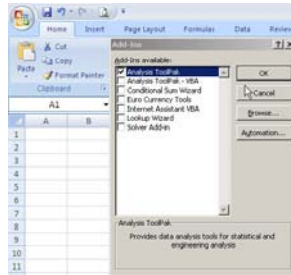 Home Insert Page Layout Formulas Data Review
Cut
Copy
Paste
Format Painter
Clipboard
A1
A B
1
2
3
4
5
6
7
8
9
10
11
Add-Ins
Add-Ins available:
Analysis ToolPak
Analysis ToolPak - VBA
Conditional Sum Wizard
Euro Currency Tools
Internet Assistant VBA
Lookup Wizard
Solver Add-in
OK
Cancel
Browse...
Automation...
Analysis ToolPak
Provides data analysis tools for statistical and
engineering analysis